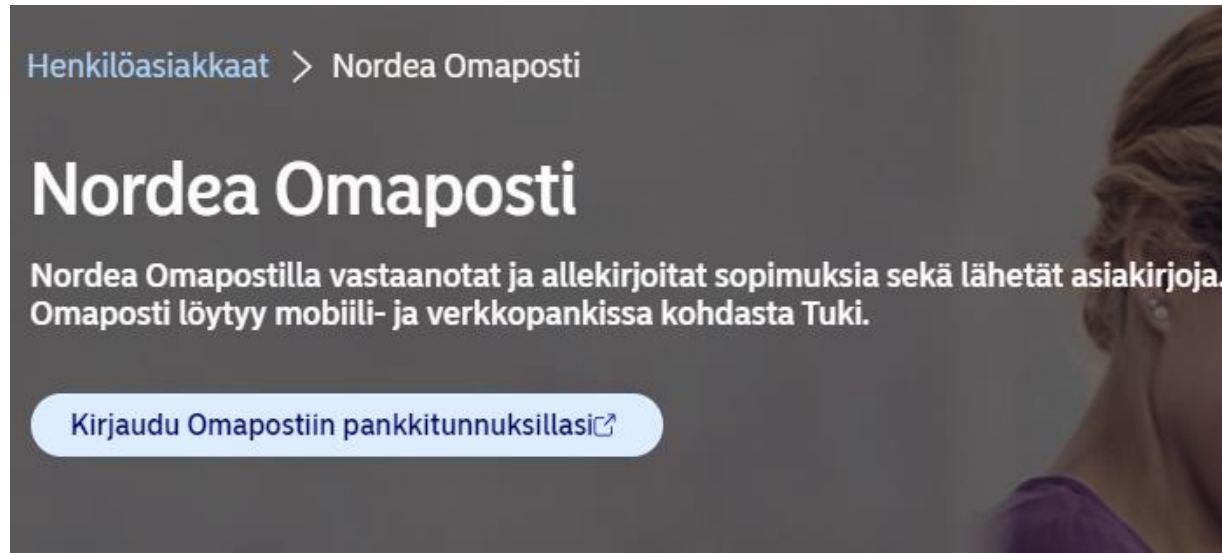 Henkilöasiakkaat > Nordea Omaposti
Nordea Omaposti
Nordea Omapostilla vastaanotat ja allekirjoitat sopimuksia sekä lähetät asiakirjoja.
Omaposti löytyy mobiili- ja verkkopankissa kohdasta Tuki.
Kirjaudu Omapostiin pankkitunnuksillasi